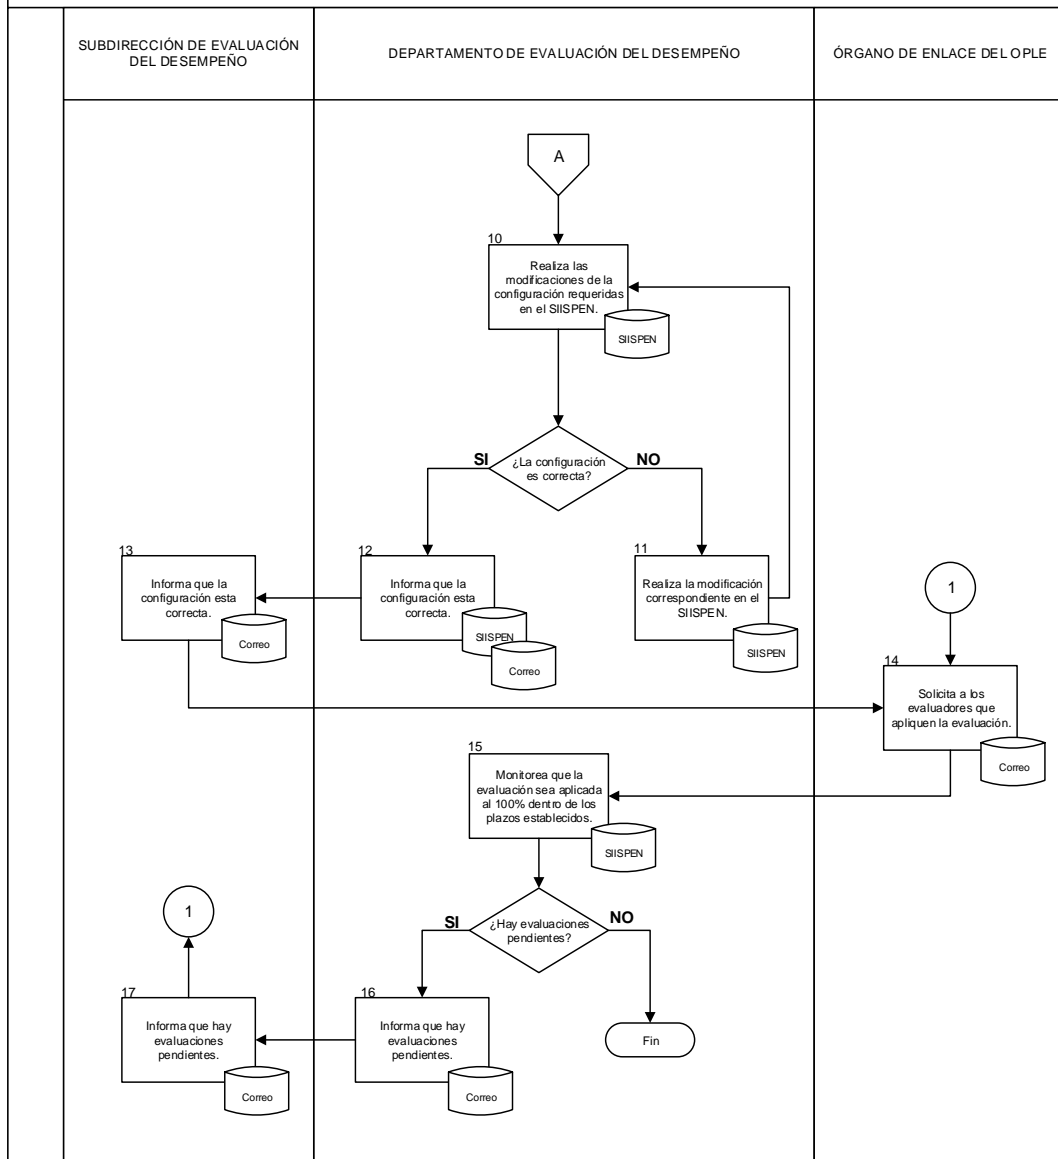 SUBDIRECCIÓN DE EVALUACIÓN
DEL DESEMPEÑO
DEPARTAMENTO DE EVALUACIÓN DEL DESEMPEÑO
ÓRGANO DE ENLACE DEL OPLE
A
10
Realiza las
modificaciones de la
configuración requeridas
en el SIISPEN.
SIISPEN
¿La configuración
es correcta?
SI
NO
13
Informa que la
configuración esta
correcta.
Correo
12
Informa que la
configuración esta
correcta.
SIISPEN
Correo
11
Realiza la modificación
correspondiente en el
SIISPEN.
SIISPEN
1
14
Solicita a los
evaluadores que
apliquen la evaluación.
Correo
15
Monitorea que la
evaluación sea aplicada
al 100% dentro de los
plazos establecidos.
SIISPEN
¿Hay evaluaciones
pendientes?
SI
NO
1
17
Informa que hay
evaluaciones
pendientes.
Correo
16
Informa que hay
evaluaciones
pendientes.
Correo
Fin